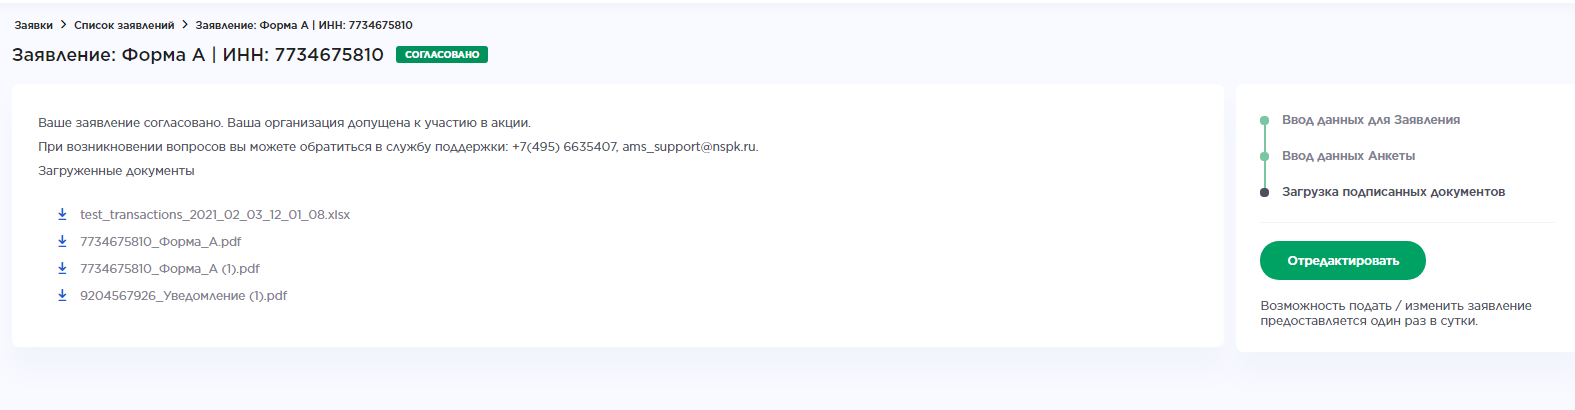 Заявки > Список заявлений > Заявление: Форма А | ИНН: 7734675810
Заявление: Форма А | ИНН: 7734675810 СОГЛАСОВАНО
Ваше заявление согласовано. Ваша организация допущена к участию в акции.
При возникновении вопросов вы можете обратиться в службу поддержки: +7(495) 6635407, ams_support@nspk.ru.
Загруженные документы
test_transactions_2021_02_03_12_01_08.xlsx
7734675810_Форма_А.pdf
7734675810_Форма_А (1).pdf
9204567926_Уведомление (1).pdf
Ввод данных для Заявления
Ввод данных Анкеты
Загрузка подписанных документов
Отредактировать
Возможность подать / изменить заявление
предоставляется один раз в сутки.